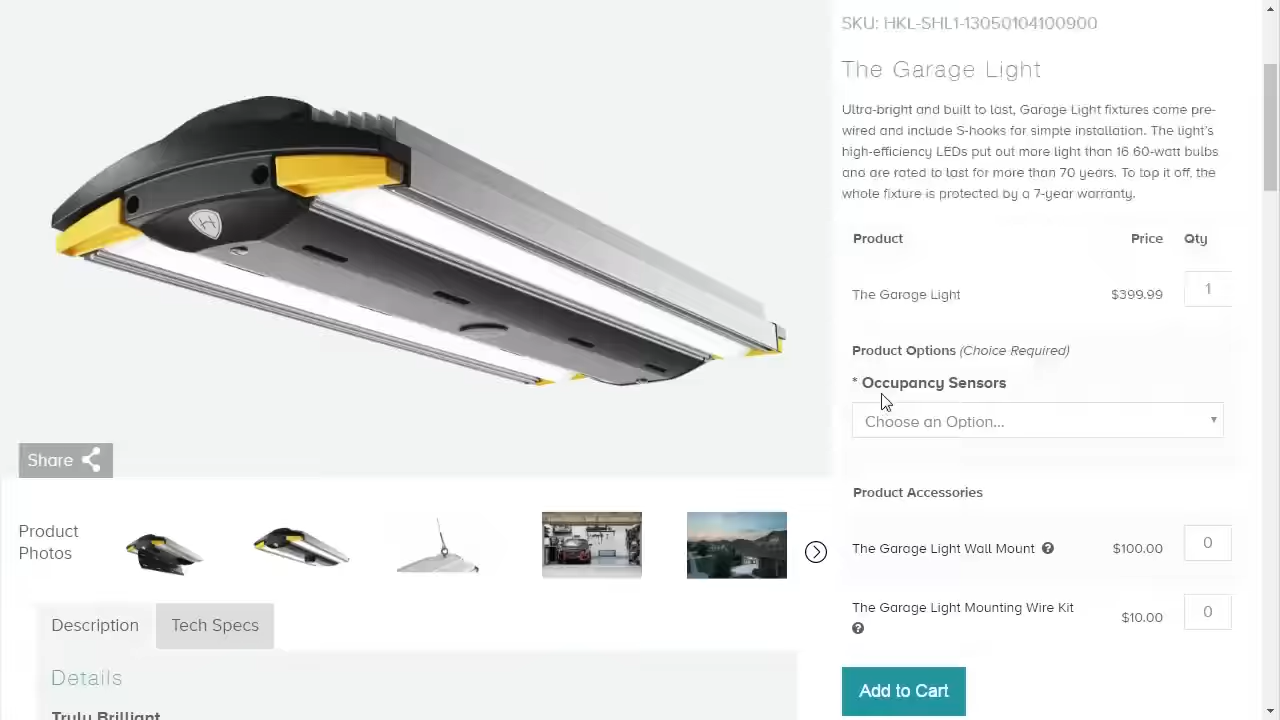 SKU: HKL-SHL1-13050104100900
The Garage Light
Ultra-bright and built to last, Garage Light fixtures come pre-
wired and include S-hooks for simple installation. The light's
high-efficiency LEDs put out more light than 16 60-watt bulbs
and are rated to last for more than 70 years. To top it off, the
whole fixture is protected by a 7-year warranty.
Product Price Qty
The Garage Light $399.99 1
Product Options (Choice Required)
* Occupancy Sensors
Choose an Option...
Product Accessories
The Garage Light Wall Mount ? $100.00 0
The Garage Light Mounting Wire Kit
? $10.00 0
Add to Cart
H
Share
Product
Photos
Description Tech Specs
Details
Truly Brilliant